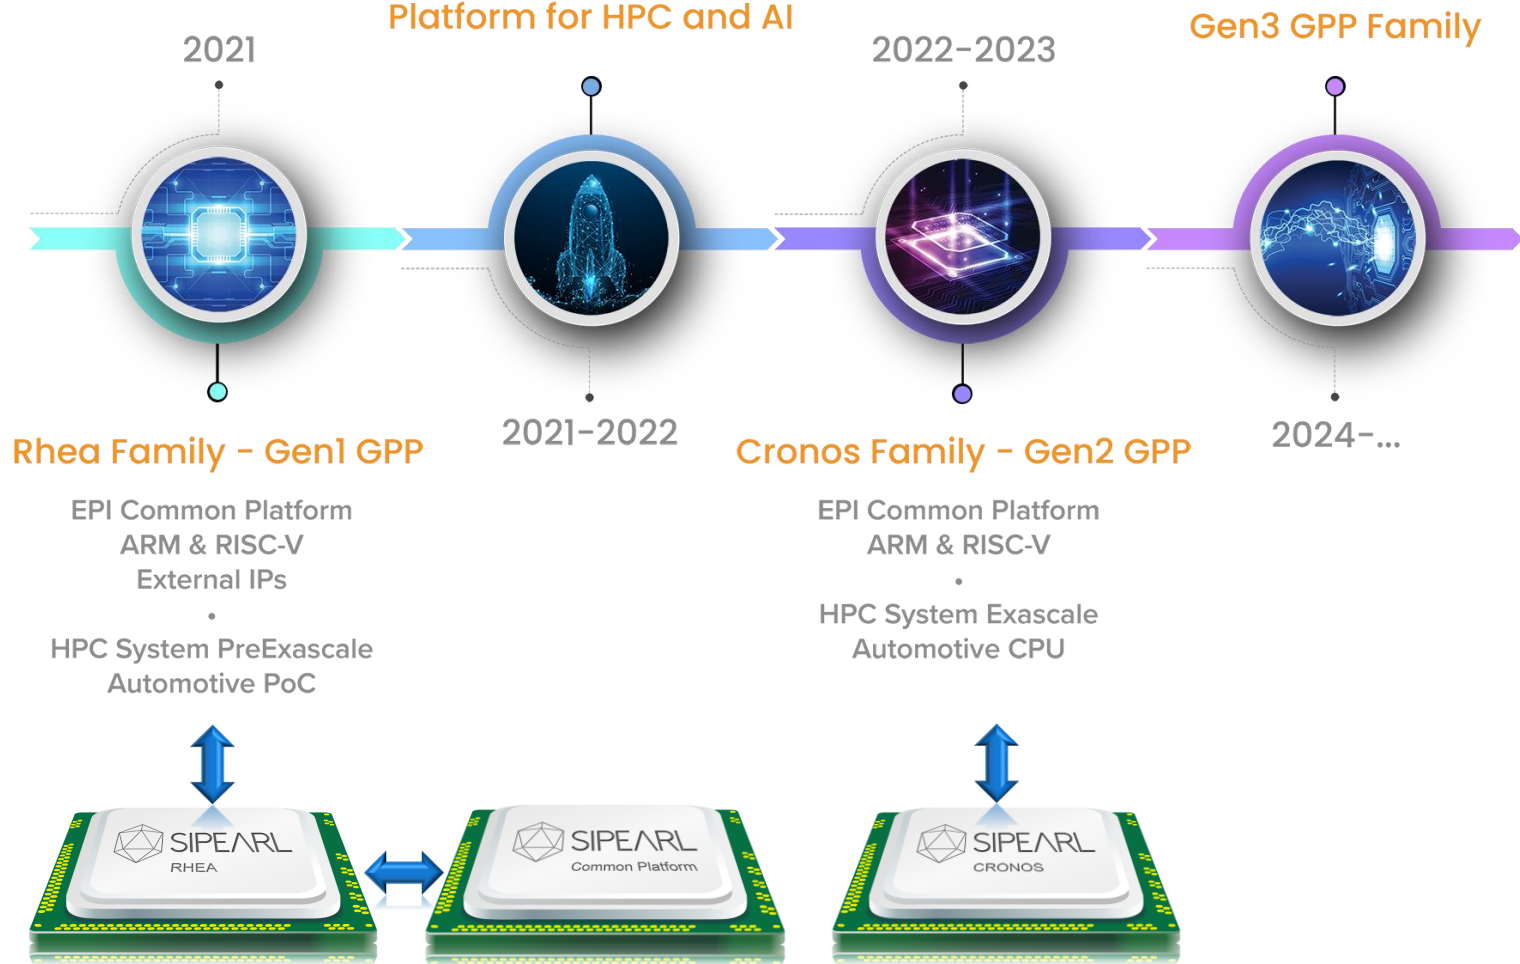 2021
Platform for HPC and AI
2022-2023
Gen3 GPP Family
Rhea Family - Gen1 GPP
2021-2022
Cronos Family - Gen2 GPP
2024-...
EPI Common Platform
ARM & RISC-V
External IPs
•
HPC System PreExascale
Automotive PoC
EPI Common Platform
ARM & RISC-V
•
HPC System Exascale
Automotive CPU
SIPEARL
RHEA
SIPEARL
Common Platform
SIPEARL
CRONOS